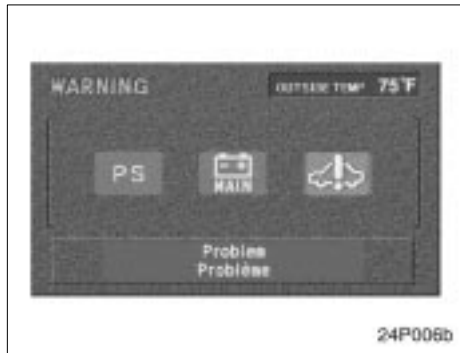 WARNING OUTSIDE TEMP 75°F
PS
MAIN
Problem
Problème
24P006b